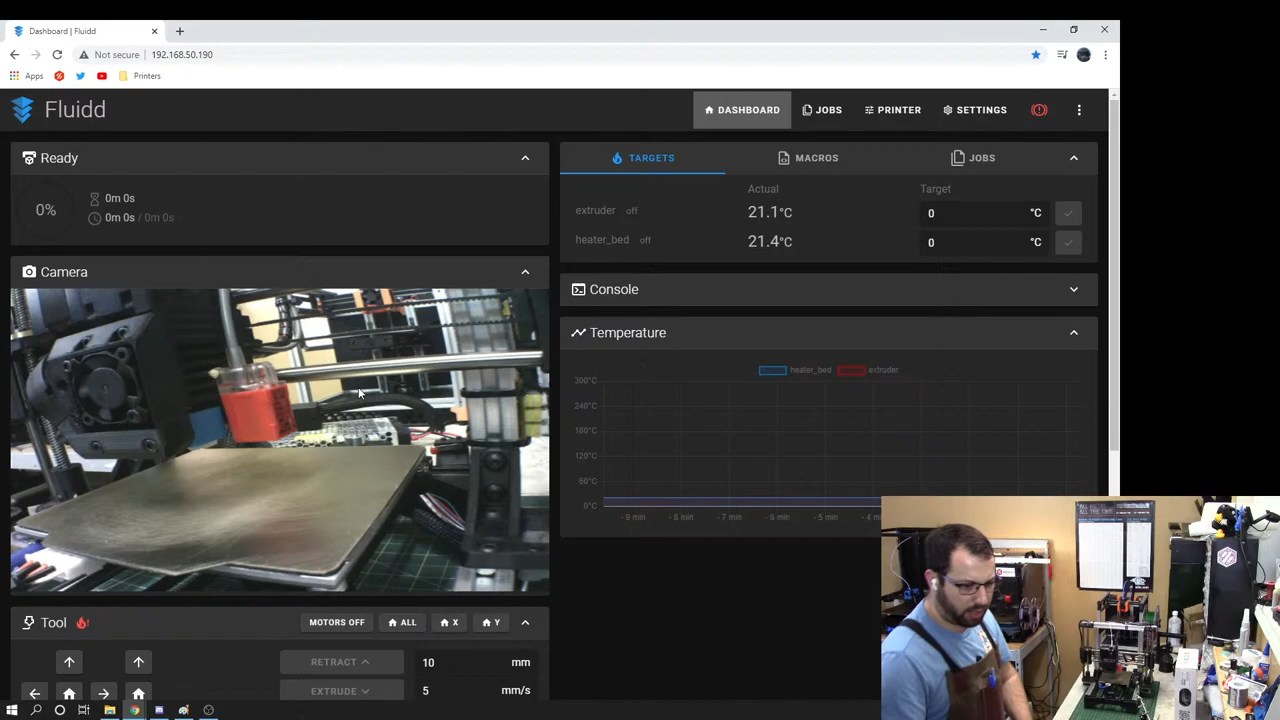 Dashboard | Fluidd
Not secure | 192.168.50.190
Apps
Printers
Fluidd
DASHBOARD
JOBS
PRINTER
SETTINGS
Ready
0%
0m 0s
0m 0s / 0m 0s
Camera
TARGETS
MACROS
JOBS
Actual
Target
extruder off
21.1°C
0 °C
heater_bed off
21.4°C
0 °C
Console
Temperature
heater_bed
extruder
300°C
240°C
180°C
120°C
60°C
0°C
- 9 min
- 8 min
- 7 min
- 6 min
- 5 min
Tool
MOTORS OFF
ALL
X
Y
RETRACT
10 mm
EXTRUDE
5 mm/s